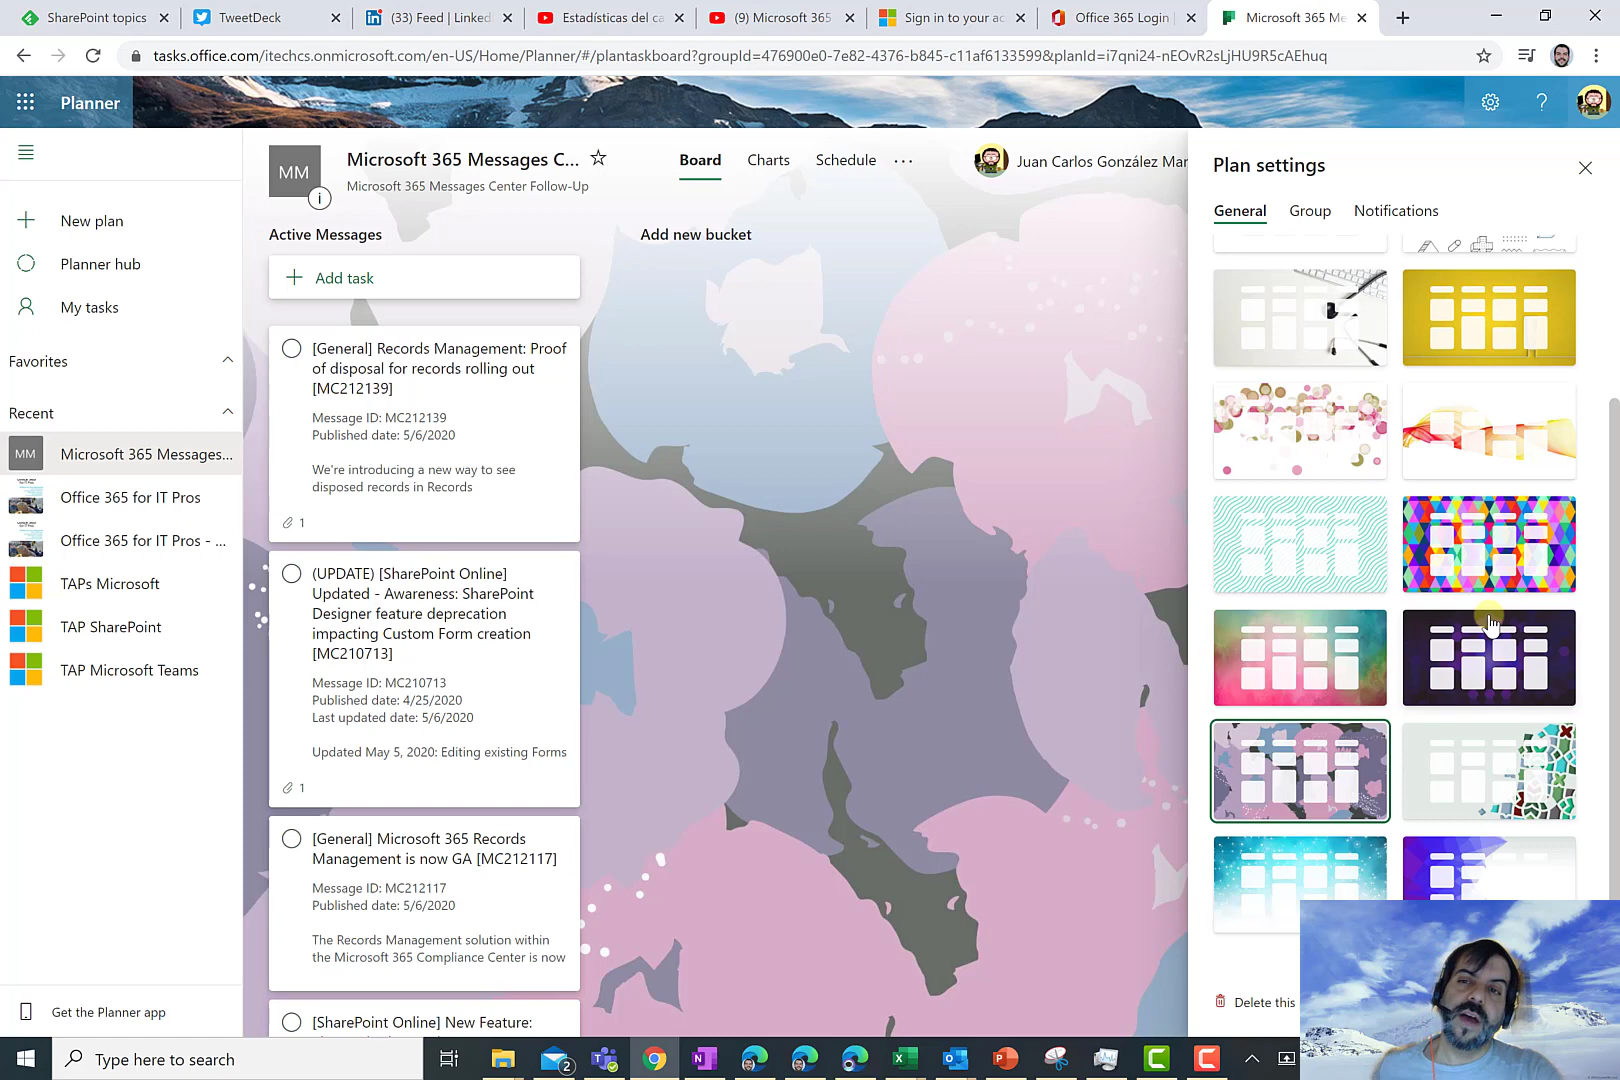 SharePoint topics
TweetDeck
(33) Feed | LinkedI
Estadísticas del ca
(9) Microsoft 365
Sign in to your ac
Office 365 Login |
Microsoft 365 Me
tasks.office.com/itechcs.onmicrosoft.com/en-US/Home/Planner/#/plantaskboard?groupId=476900e0-7e82-4376-b845-c11af6133599&planId=i7qni24-nEOvR2sLjHU9R5cAEhuq
Planner
New plan
Planner hub
My tasks
Favorites
Recent
MM
Microsoft 365 Messages...
Office 365 for IT Pros
Office 365 for IT Pros - ...
TAPs Microsoft
TAP SharePoint
TAP Microsoft Teams
Get the Planner app
MM
Microsoft 365 Messages C...
Microsoft 365 Messages Center Follow-Up
Board
Charts
Schedule
...
Juan Carlos González Mar
Active Messages
Add new bucket
Add task
[General] Records Management: Proof
of disposal for records rolling out
[MC212139]
Message ID: MC212139
Published date: 5/6/2020
We're introducing a new way to see
disposed records in Records
1
(UPDATE) [SharePoint Online]
Updated - Awareness: SharePoint
Designer feature deprecation
impacting Custom Form creation
[MC210713]
Message ID: MC210713
Published date: 4/25/2020
Last updated date: 5/6/2020
Updated May 5, 2020: Editing existing Forms
1
[General] Microsoft 365 Records
Management is now GA [MC212117]
Message ID: MC212117
Published date: 5/6/2020
The Records Management solution within
the Microsoft 365 Compliance Center is now
[SharePoint Online] New Feature:
Plan settings
General
Group
Notifications
Delete this
Type here to search
2